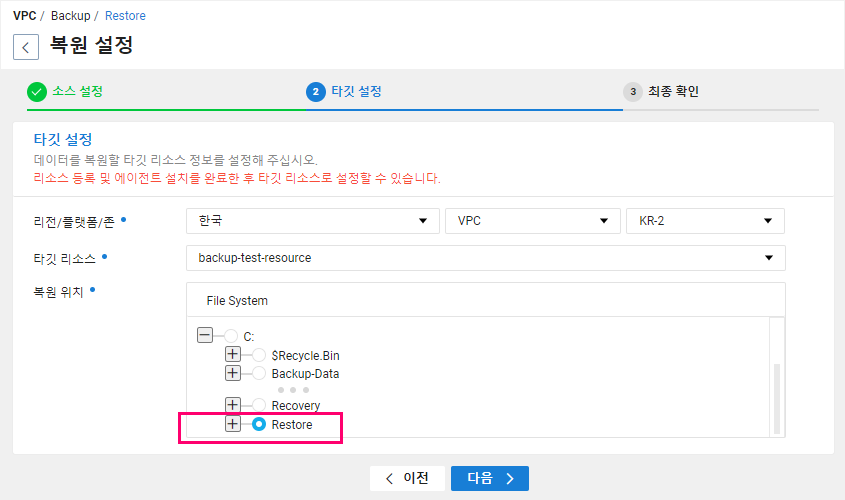 VPC / Backup / Restore
복원 설정
소스 설정
2 타깃 설정
3 최종 확인
타깃 설정
데이터를 복원할 타깃 리소스 정보를 설정해 주십시오.
리소스 등록 및 에이전트 설치를 완료한 후 타깃 리소스로 설정할 수 있습니다.
리전/플랫폼/존 한국 VPC KR-2
타깃 리소스 backup-test-resource
복원 위치
File System
C:
$Recycle.Bin
Backup-Data
Recovery
Restore
이전 다음